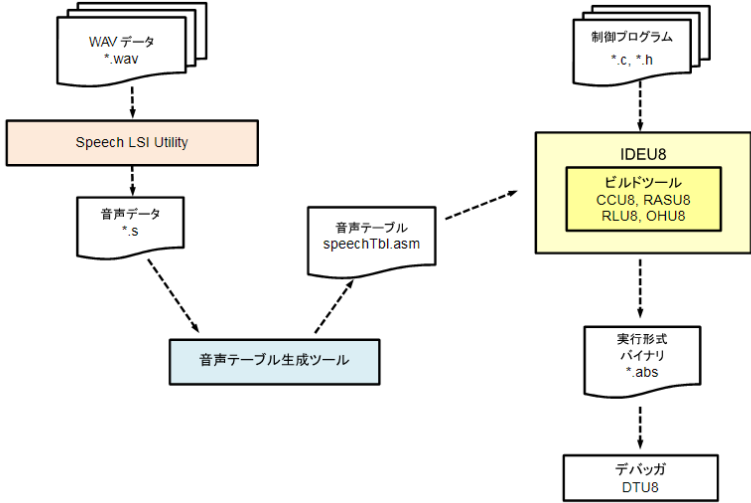 WAV データ
*.wav
Speech LSI Utility
音声データ
*.s
音声テーブル生成ツール
音声テーブル
speechTbl.asm
制御プログラム
*.c, *.h
IDEU8
ビルドツール
CCU8, RASU8
RLU8, OHU8
実行形式
バイナリ
*.abs
デバッガ
DTU8